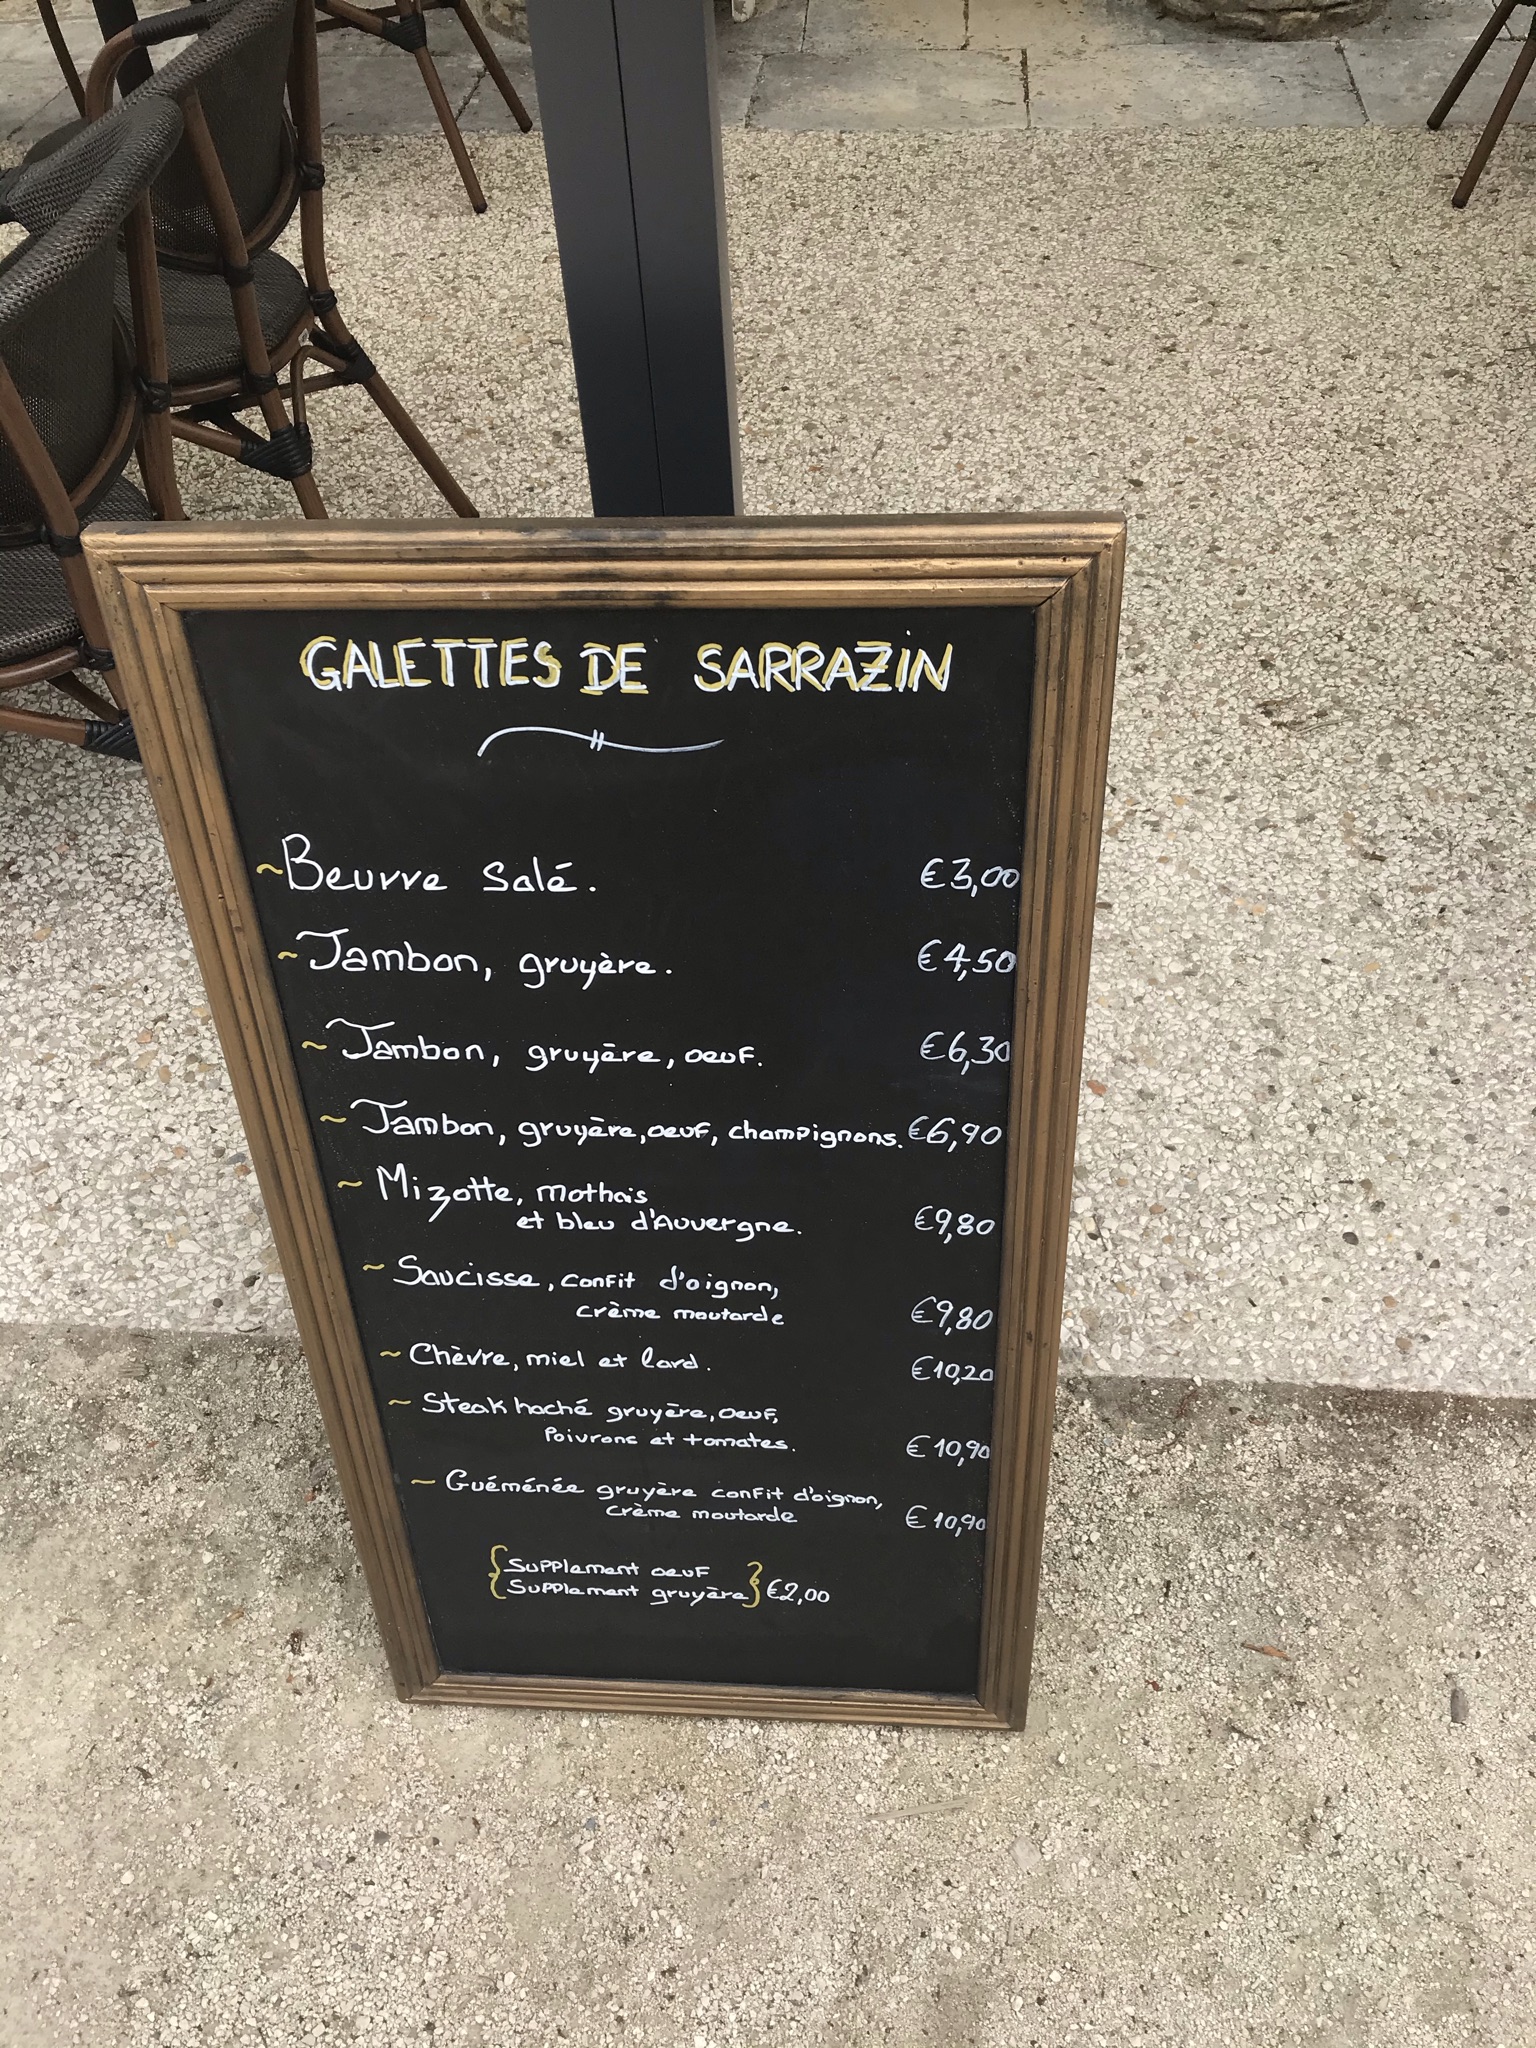 GALETTES DE SARRAZIN
~Beurre salé. €3,00
~Jambon, gruyère. €4,50
~Jambon, gruyère, oeuf. €6,30
~Jambon, gruyère, oeuf, champignons. €6,90
~Mizotte, mothais
et bleu d'Auvergne. €9,80
~Saucisse, confit d'oignon,
crème moutarde €9,80
~Chèvre, miel et lard. €10,20
~Steak haché gruyère, oeuf,
Poivrons et tomates. €10,90
~Guéménée gruyère confit d'oignon,
crème moutarde €10,90
{Supplement oeuf
{Supplement gruyère} €2,00